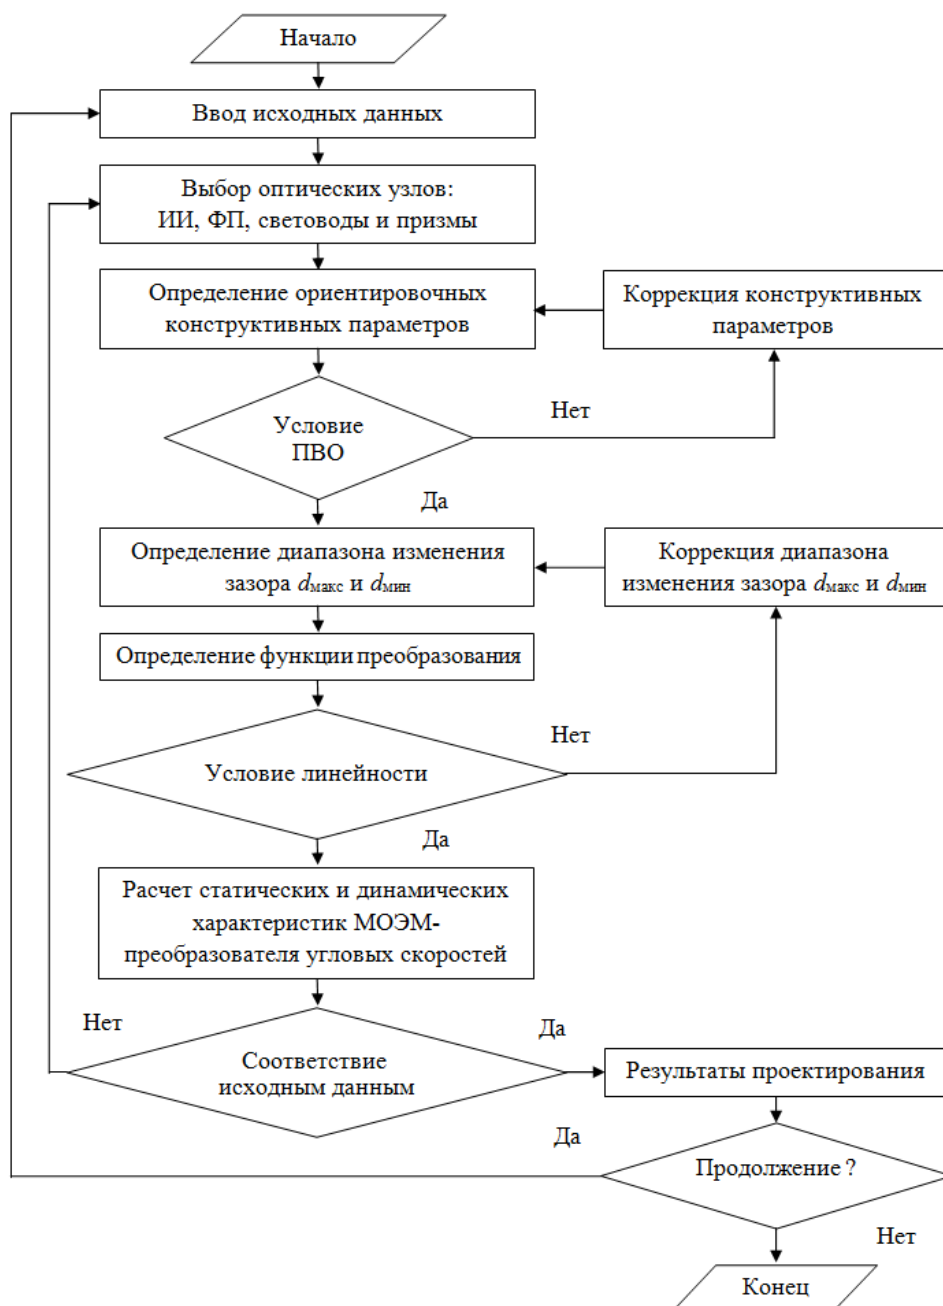 Начало
Ввод исходных данных
Выбор оптических узлов:
ИИ, ФП, световоды и призмы
Определение ориентировочных
конструктивных параметров
Коррекция конструктивных
параметров
Условие
ПВО
Нет
Да
Определение диапазона изменения
зазора dмакс и dмин
Коррекция диапазона
изменения зазора dмакс и dмин
Определение функции преобразования
Условие линейности
Нет
Да
Расчет статических и динамических
характеристик МОЭМ-
преобразователя угловых скоростей
Нет
Соответствие
исходным данным
Да
Результаты проектирования
Да
Продолжение ?
Нет
Конец